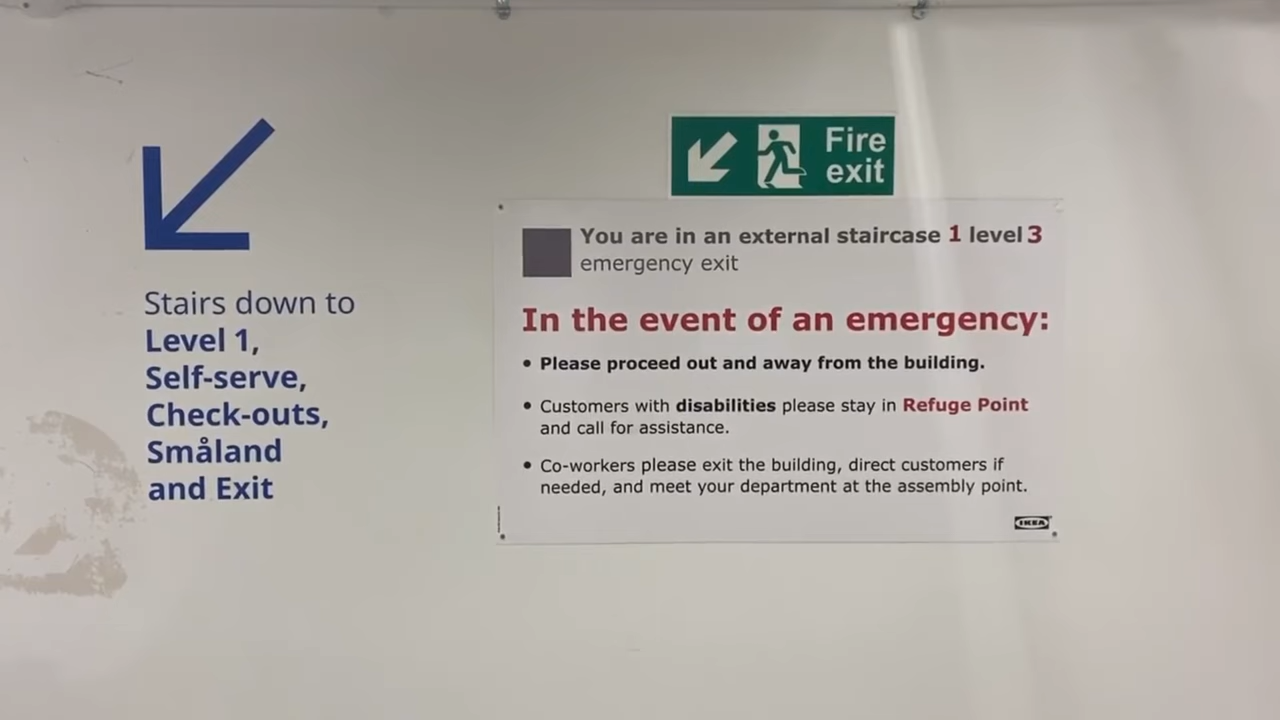 Stairs down to
Level 1,
Self-serve,
Check-outs,
Småland
and Exit
Fire
exit
You are in an external staircase 1 level 3
emergency exit
In the event of an emergency:
• Please proceed out and away from the building.
• Customers with disabilities please stay in Refuge Point
and call for assistance.
• Co-workers please exit the building, direct customers if
needed, and meet your department at the assembly point.
IKEA